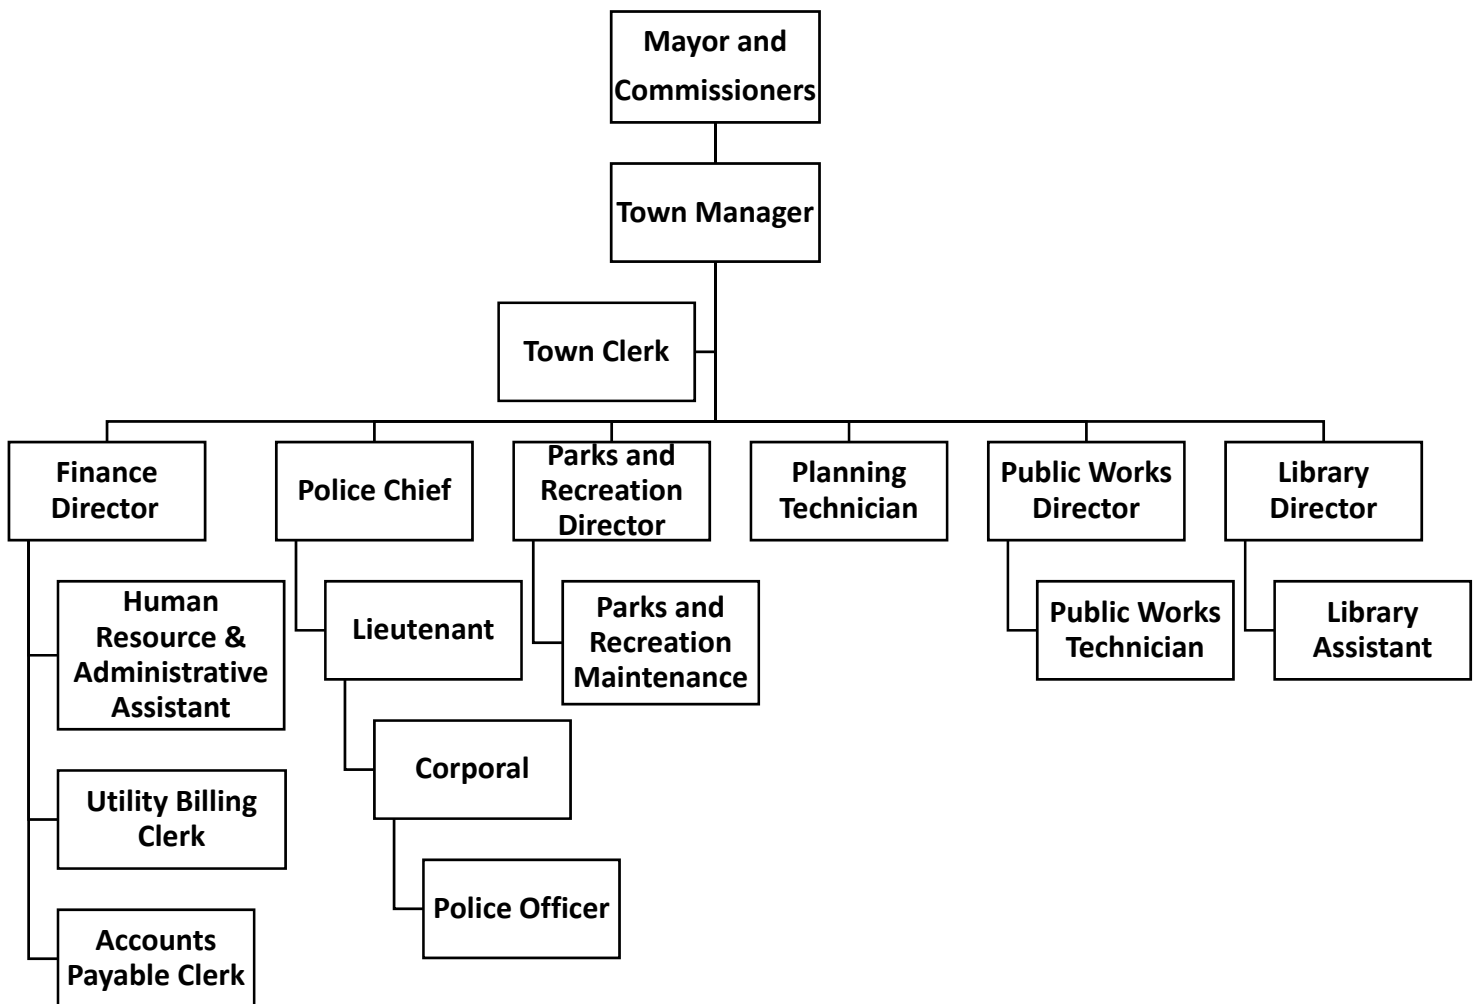 Mayor and
Commissioners
Town Manager
Town Clerk
Finance
Director
Police Chief
Parks and
Recreation
Director
Planning
Technician
Public Works
Director
Library
Director
Human
Resource &
Administrative
Assistant
Lieutenant
Parks and
Recreation
Maintenance
Public Works
Technician
Library
Assistant
Corporal
Utility Billing
Clerk
Police Officer
Accounts
Payable Clerk